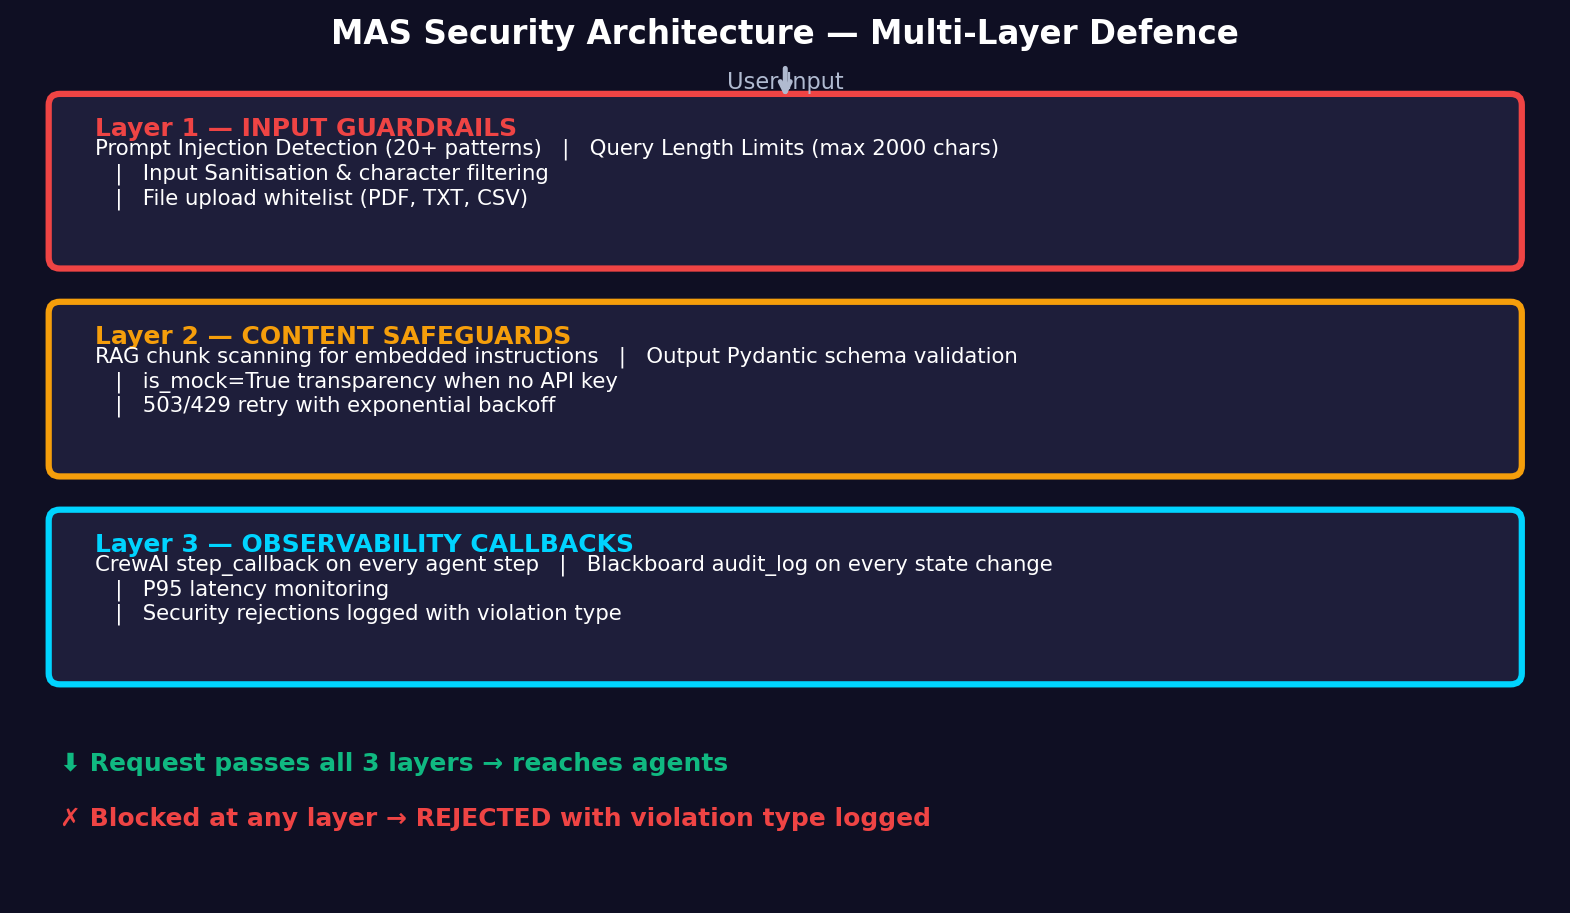 MAS Security Architecture — Multi-Layer Defence
User Input
Layer 1 — INPUT GUARDRAILS
Prompt Injection Detection (20+ patterns)   |   Query Length Limits (max 2000 chars)
|   Input Sanitisation & character filtering
|   File upload whitelist (PDF, TXT, CSV)
Layer 2 — CONTENT SAFEGUARDS
RAG chunk scanning for embedded instructions   |   Output Pydantic schema validation
|   is_mock=True transparency when no API key
|   503/429 retry with exponential backoff
Layer 3 — OBSERVABILITY CALLBACKS
CrewAI step_callback on every agent step   |   Blackboard audit_log on every state change
|   P95 latency monitoring
|   Security rejections logged with violation type
⬇ Request passes all 3 layers → reaches agents
✗ Blocked at any layer → REJECTED with violation type logged